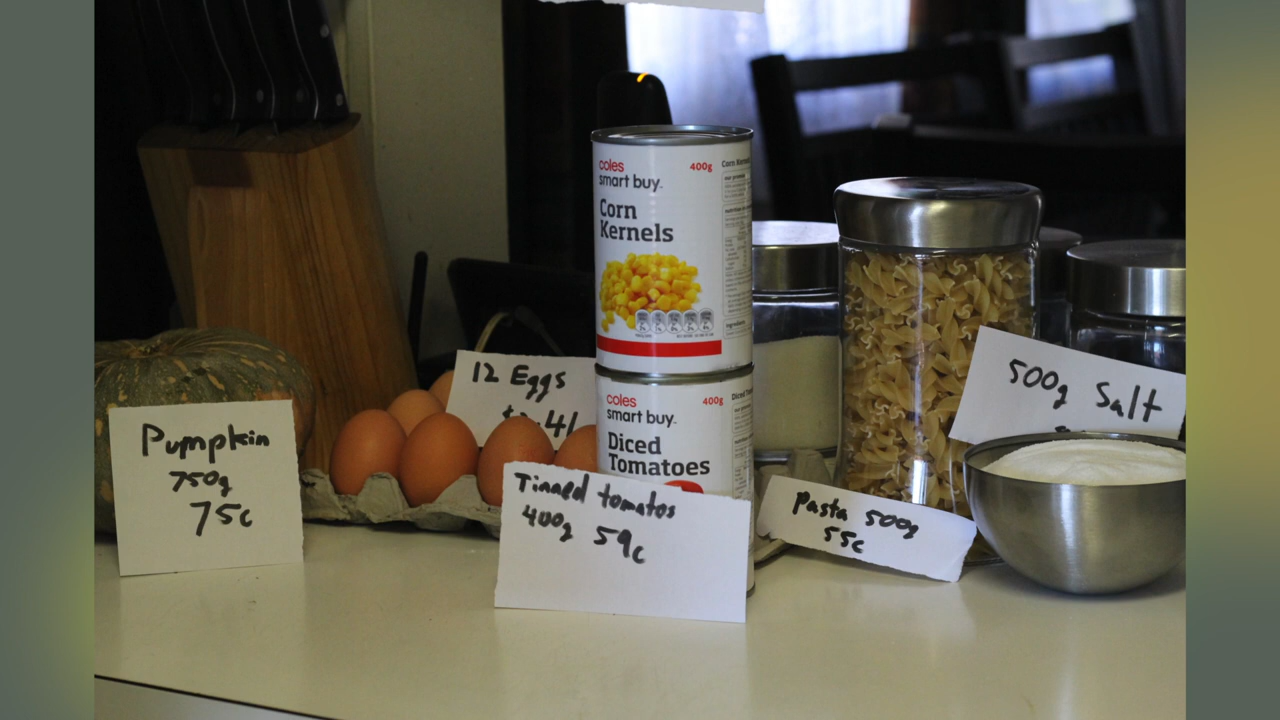 coles
400g
smart buy
Corn
Kernels
coles
400g
smart buy
Diced
Tomatoes
12 Eggs
500g Salt
Pumpkin
750g
75c
Tinned tomatos
400g 59c
Pasta 500g
55c